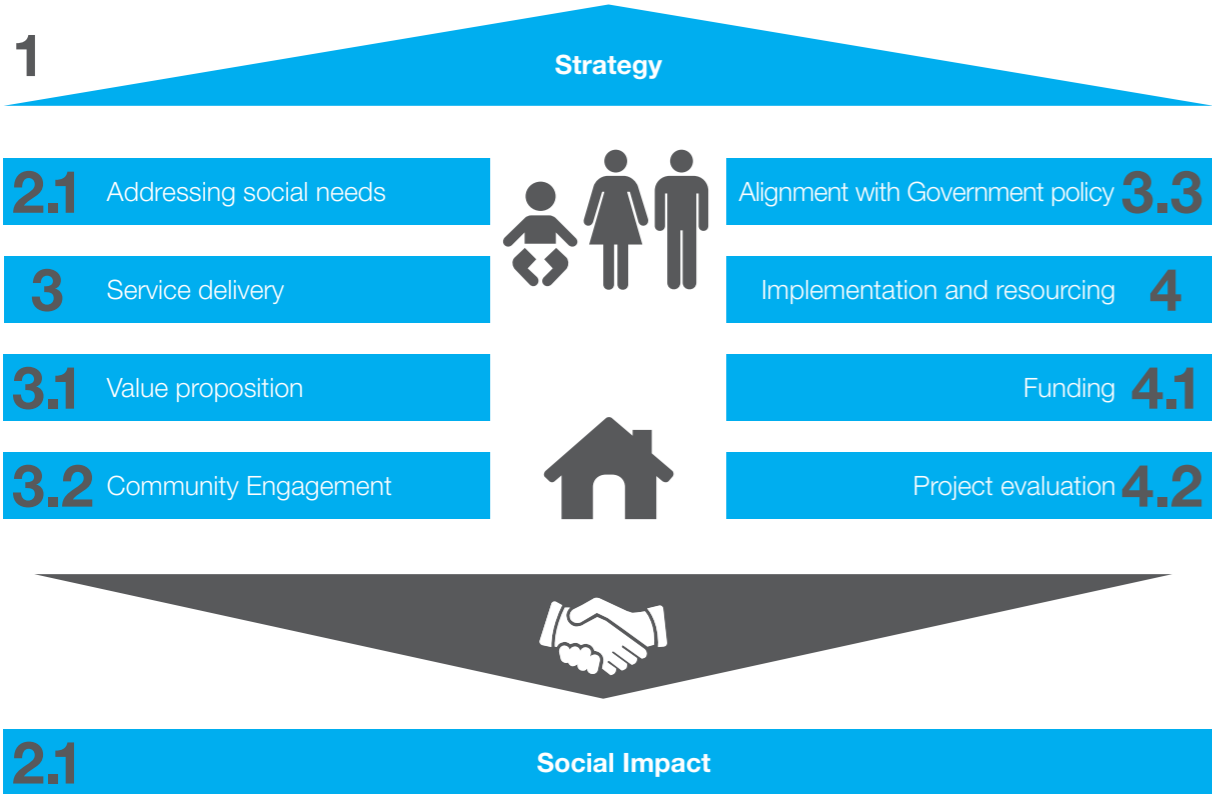 1
Strategy
2.1 Addressing social needs
3 Service delivery
3.1 Value proposition
3.2 Community Engagement
Alignment with Government policy 3.3
Implementation and resourcing 4
Funding 4.1
Project evaluation 4.2
2.1 Social Impact